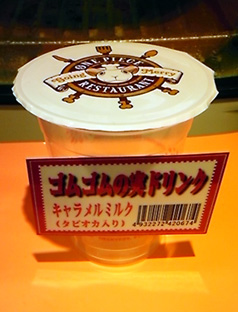 ONE PIECE
Going Merry
RESTAURANT
ゴムゴムの実ドリンク
キャラメルミルク
(タピオカ入り)
4932272420674